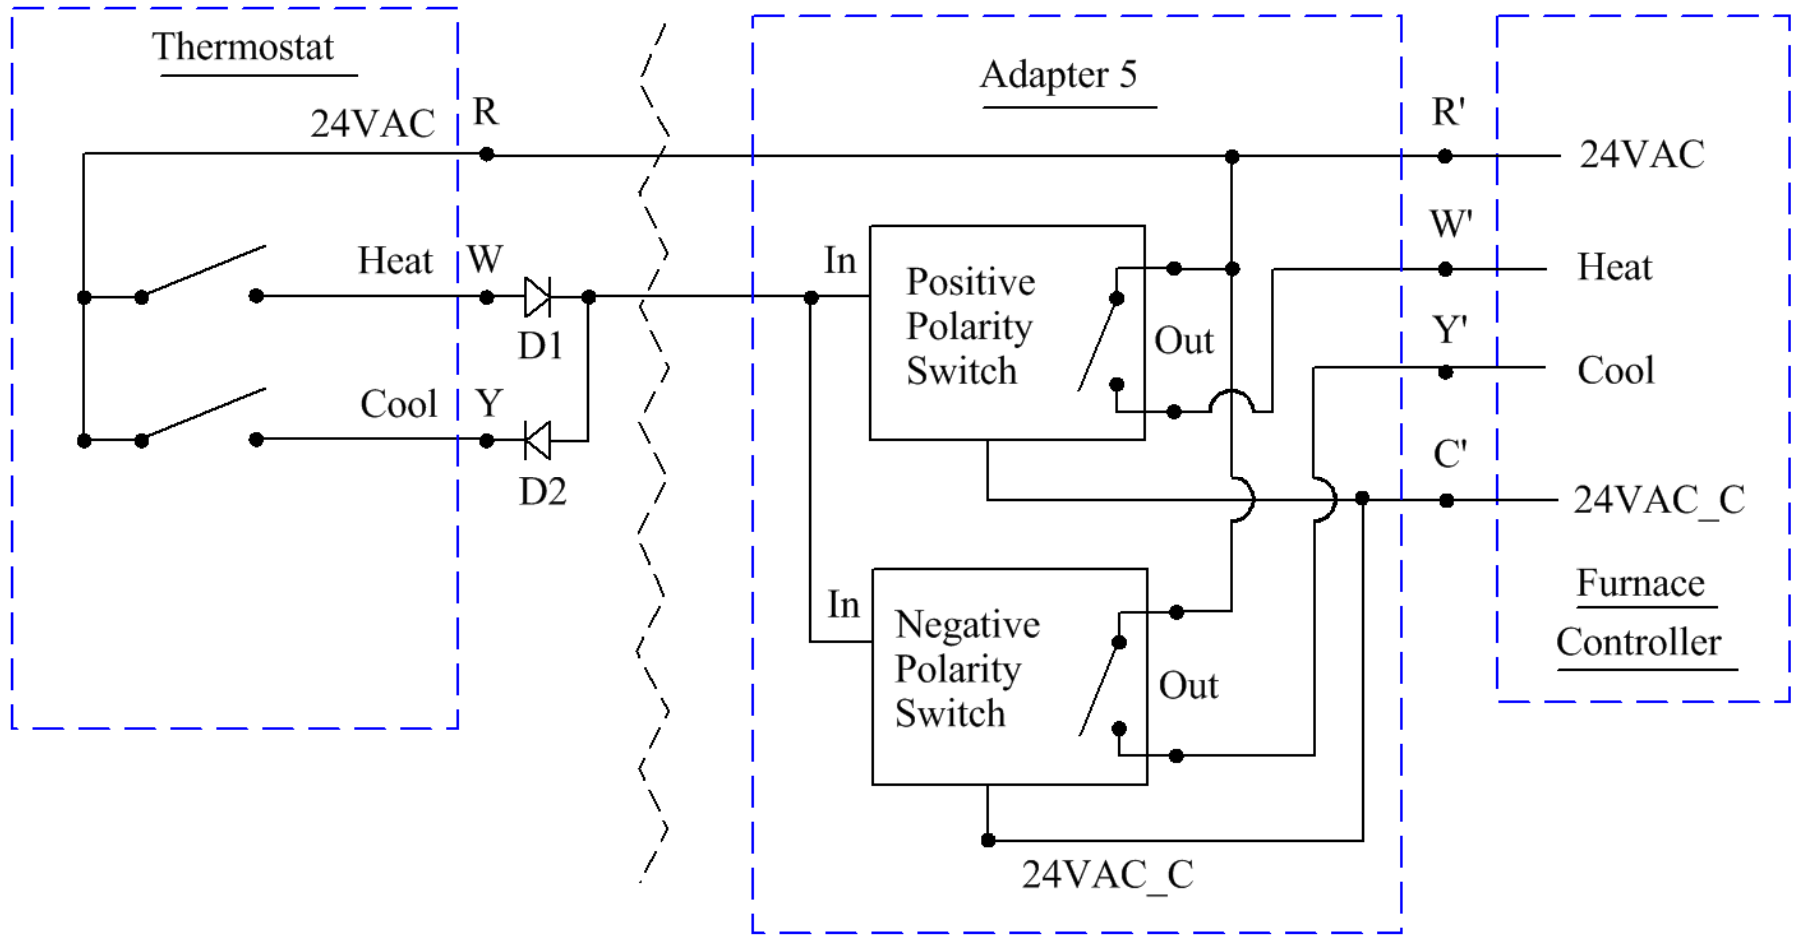 Thermostat
24VAC
R
Heat
W
D1
Cool
Y
D2
Adapter 5
In
Positive
Polarity
Switch
Out
In
Negative
Polarity
Switch
Out
24VAC_C
R'
24VAC
W'
Heat
Y'
Cool
C'
24VAC_C
Furnace
Controller